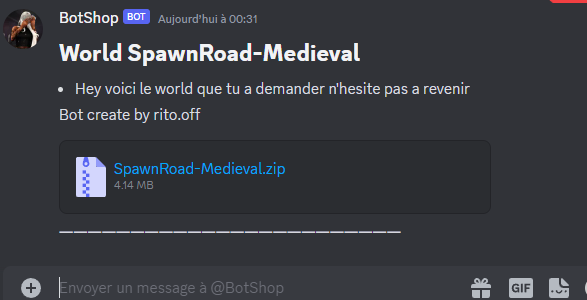 BotShop BOT Aujourd'hui à 00:31
World SpawnRoad-Medieval
• Hey voici le world que tu a demander n'hesite pas a revenir
Bot create by rito.off
SpawnRoad-Medieval.zip
4.14 MB
————————————————————————
Envoyer un message à @BotShop GIF